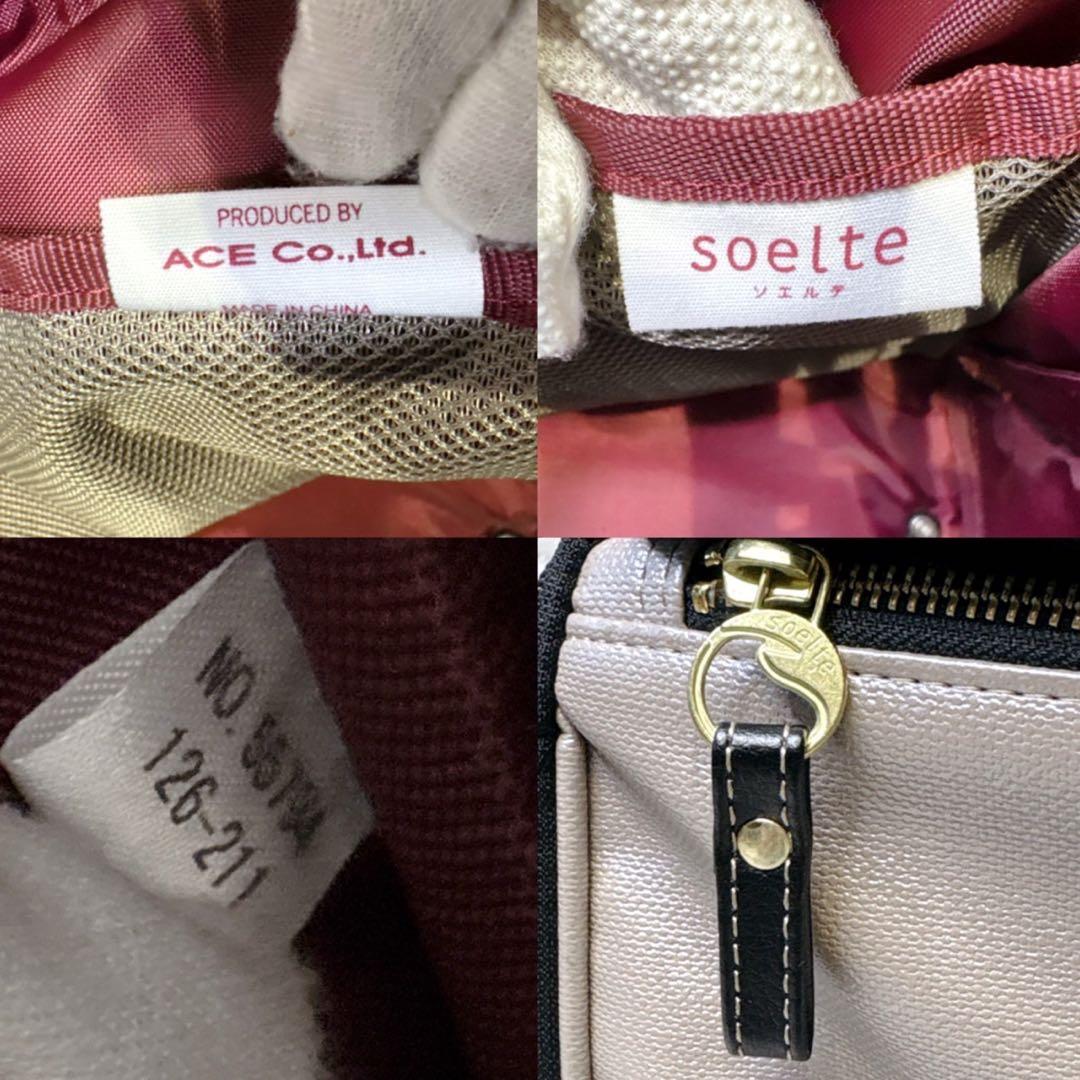 PRODUCED BY
ACE Co.,Ltd.
MADE IN CHINA
soelte
ソエルテ
126-211
soelte